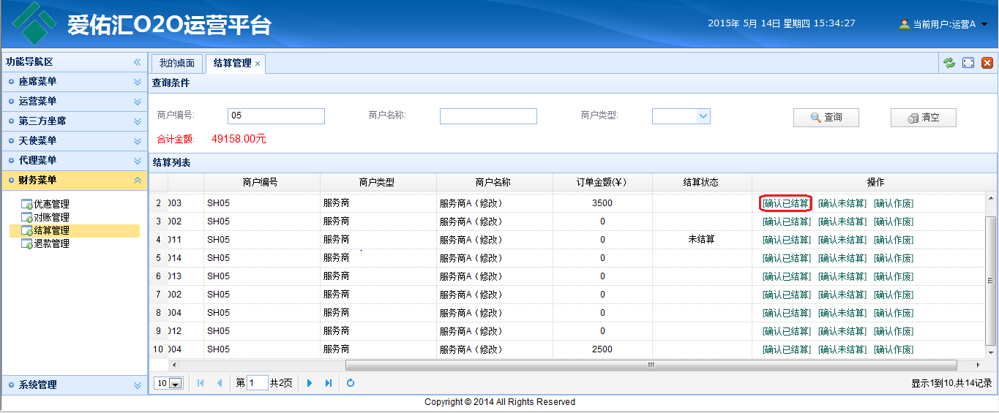 爱佑汇O2O运营平台
2015年 5月 14日 星期四 15:34:27
当前用户:运营A
功能导航区
座席菜单
运营菜单
第三方坐席
天使菜单
代理菜单
财务菜单
优惠管理
对账管理
结算管理
退款管理
系统管理
我的桌面 结算管理
查询条件
商户编号: 05 商户名称: 商户类型: 查询 清空
合计金额: 49158.00元
结算列表
商户编号 商户类型 商户名称 订单金额(¥) 结算状态 操作
2 003 SH05 服务商 服务商A（修改） 3500 [确认已结算] [确认未结算] [确认作废]
3 002 SH05 服务商 服务商A（修改） 0 [确认已结算] [确认未结算] [确认作废]
4 011 SH05 服务商 服务商A（修改） 0 未结算 [确认已结算] [确认未结算] [确认作废]
5 014 SH05 服务商 服务商A（修改） 0 [确认已结算] [确认未结算] [确认作废]
6 013 SH05 服务商 服务商A（修改） 0 [确认已结算] [确认未结算] [确认作废]
7 002 SH05 服务商 服务商A（修改） 0 [确认已结算] [确认未结算] [确认作废]
8 004 SH05 服务商 服务商A（修改） 0 [确认已结算] [确认未结算] [确认作废]
9 012 SH05 服务商 服务商A（修改） 0 [确认已结算] [确认未结算] [确认作废]
10 004 SH05 服务商 服务商A（修改） 2500 [确认已结算] [确认未结算] [确认作废]
10 第 1 共2页 显示1到10,共14记录
Copyright © 2014 All Rights Reserved